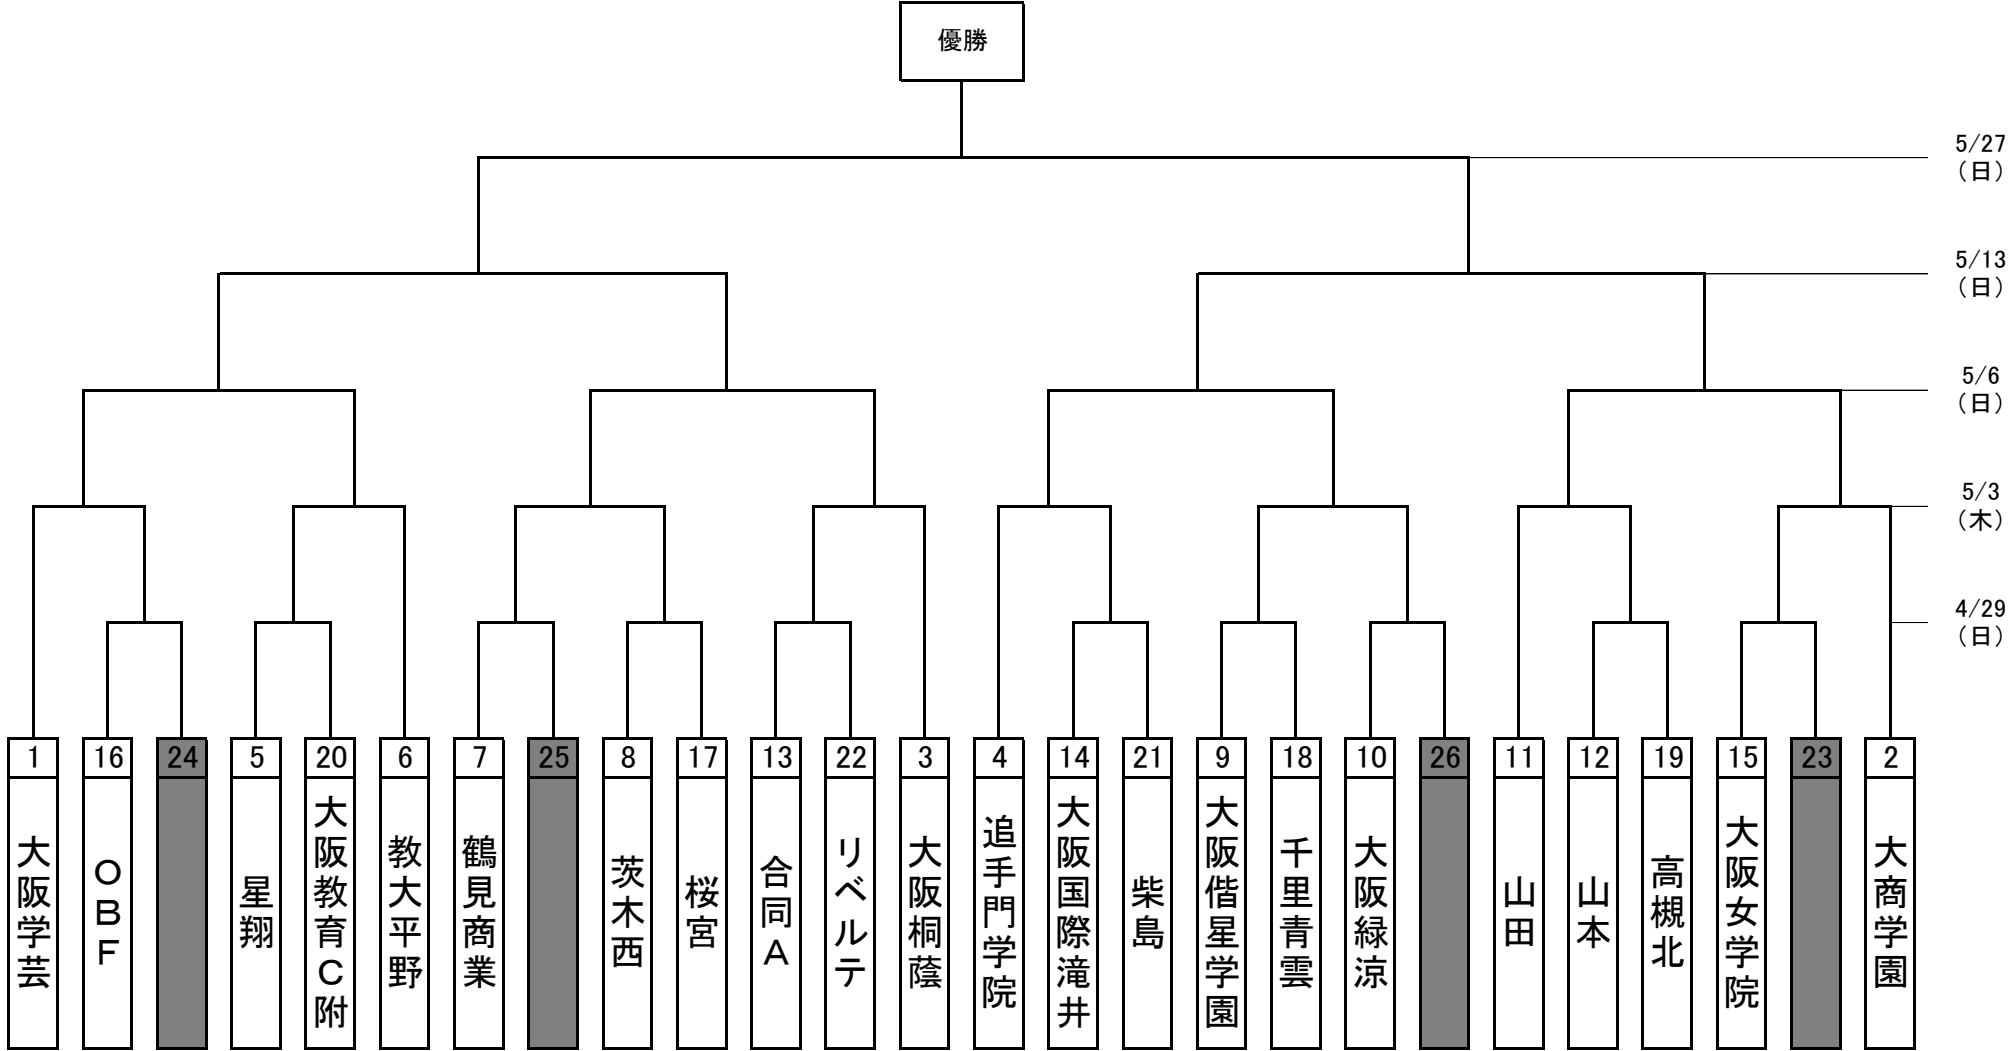 優勝
5/27
（日）
5/13
（日）
5/6
（日）
5/3
（木）
4/29
（日）
1
16
24
5
20
6
7
25
8
17
13
22
3
4
14
21
9
18
10
26
11
12
19
15
23
2
大阪学芸
ＯＢＦ
星翔
大阪教育Ｃ附
教大平野
鶴見商業
茨木西
桜宮
合同Ａ
リベルテ
大阪桐蔭
追手門学院
大阪国際滝井
柴島
大阪偕星学園
千里青雲
大阪緑涼
山田
山本
高槻北
大阪女学院
大商学園